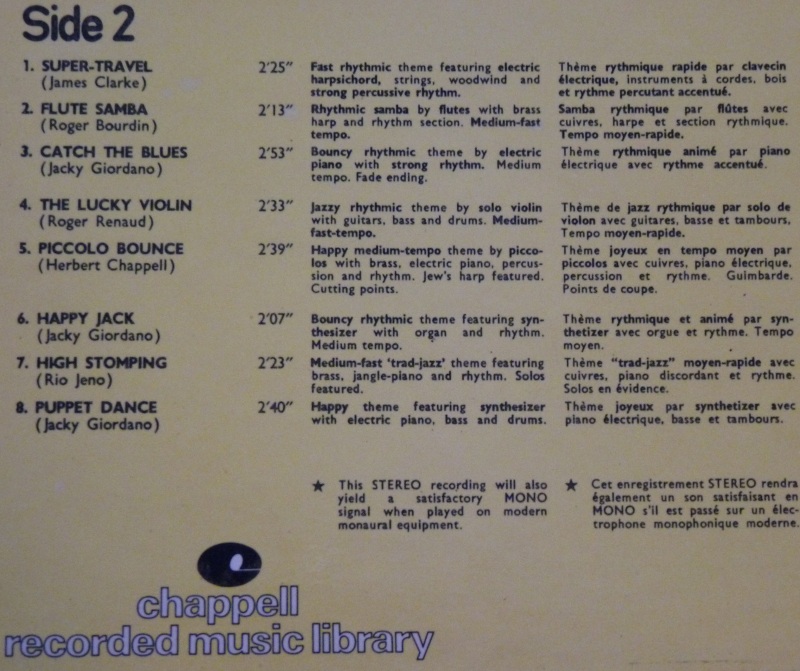 Side 2
1. SUPER-TRAVEL 2'25" Fast rhythmic theme featuring electric Thème rythmique rapide par clavecin
(James Clarke) harpsichord, strings, woodwind and électrique, instruments à cordes, bois
strong percussive rhythm. et rythme percutant accentué.
2. FLUTE SAMBA 2'13" Rhythmic samba by flutes with brass Samba rythmique par flûtes avec
(Roger Bourdin) harp and rhythm section. Medium-fast cuivres, harpe et section rythmique.
tempo. Tempo moyen-rapide.
3. CATCH THE BLUES 2'53" Bouncy rhythmic theme by electric Thème rythmique animé par piano
(Jacky Giordano) piano with strong rhythm. Medium électrique avec rythme accentué.
tempo. Fade ending.
4. THE LUCKY VIOLIN 2'33" Jazzy rhythmic theme by solo violin Thème de jazz rythmique par solo de
(Roger Renaud) with guitars, bass and drums. Medium- violon avec guitares, basse et tambours.
fast-tempo. Tempo moyen-rapide.
5. PICCOLO BOUNCE 2'39" Happy medium-tempo theme by picco- Thème joyeux en tempo moyen par
(Herbert Chappell) los with brass, electric piano, percus- piccolos avec cuivres, piano électrique,
sion and rhythm. Jew's harp featured. percussion et rythme. Guimbarde.
Cutting points. Points de coupe.
6. HAPPY JACK 2'07" Bouncy rhythmic theme featuring syn- Thème rythmique et animé par syn-
(Jacky Giordano) thesizer with organ and rhythm. thetizer avec orgue et rythme. Tempo
Medium tempo. moyen.
7. HIGH STOMPING 2'23" Medium-fast 'trad-jazz' theme featuring Thème "trad-jazz" moyen-rapide avec
(Rio Jeno) brass, jangle-piano and rhythm. Solos cuivres, piano discordant et rythme.
featured. Solos en évidence.
8. PUPPET DANCE 2'40" Happy theme featuring synthesizer Thème joyeux par synthetizer avec
(Jacky Giordano) with electric piano, bass and drums. piano électrique, basse et tambours.
★ This STEREO recording will also ★ Cet enregistrement STEREO rendra
yield a satisfactory MONO également un son satisfaisant en
signal when played on modern MONO s'il est passé sur un élec-
monaural equipment. trophone monophonique moderne.
chappell
recorded music library